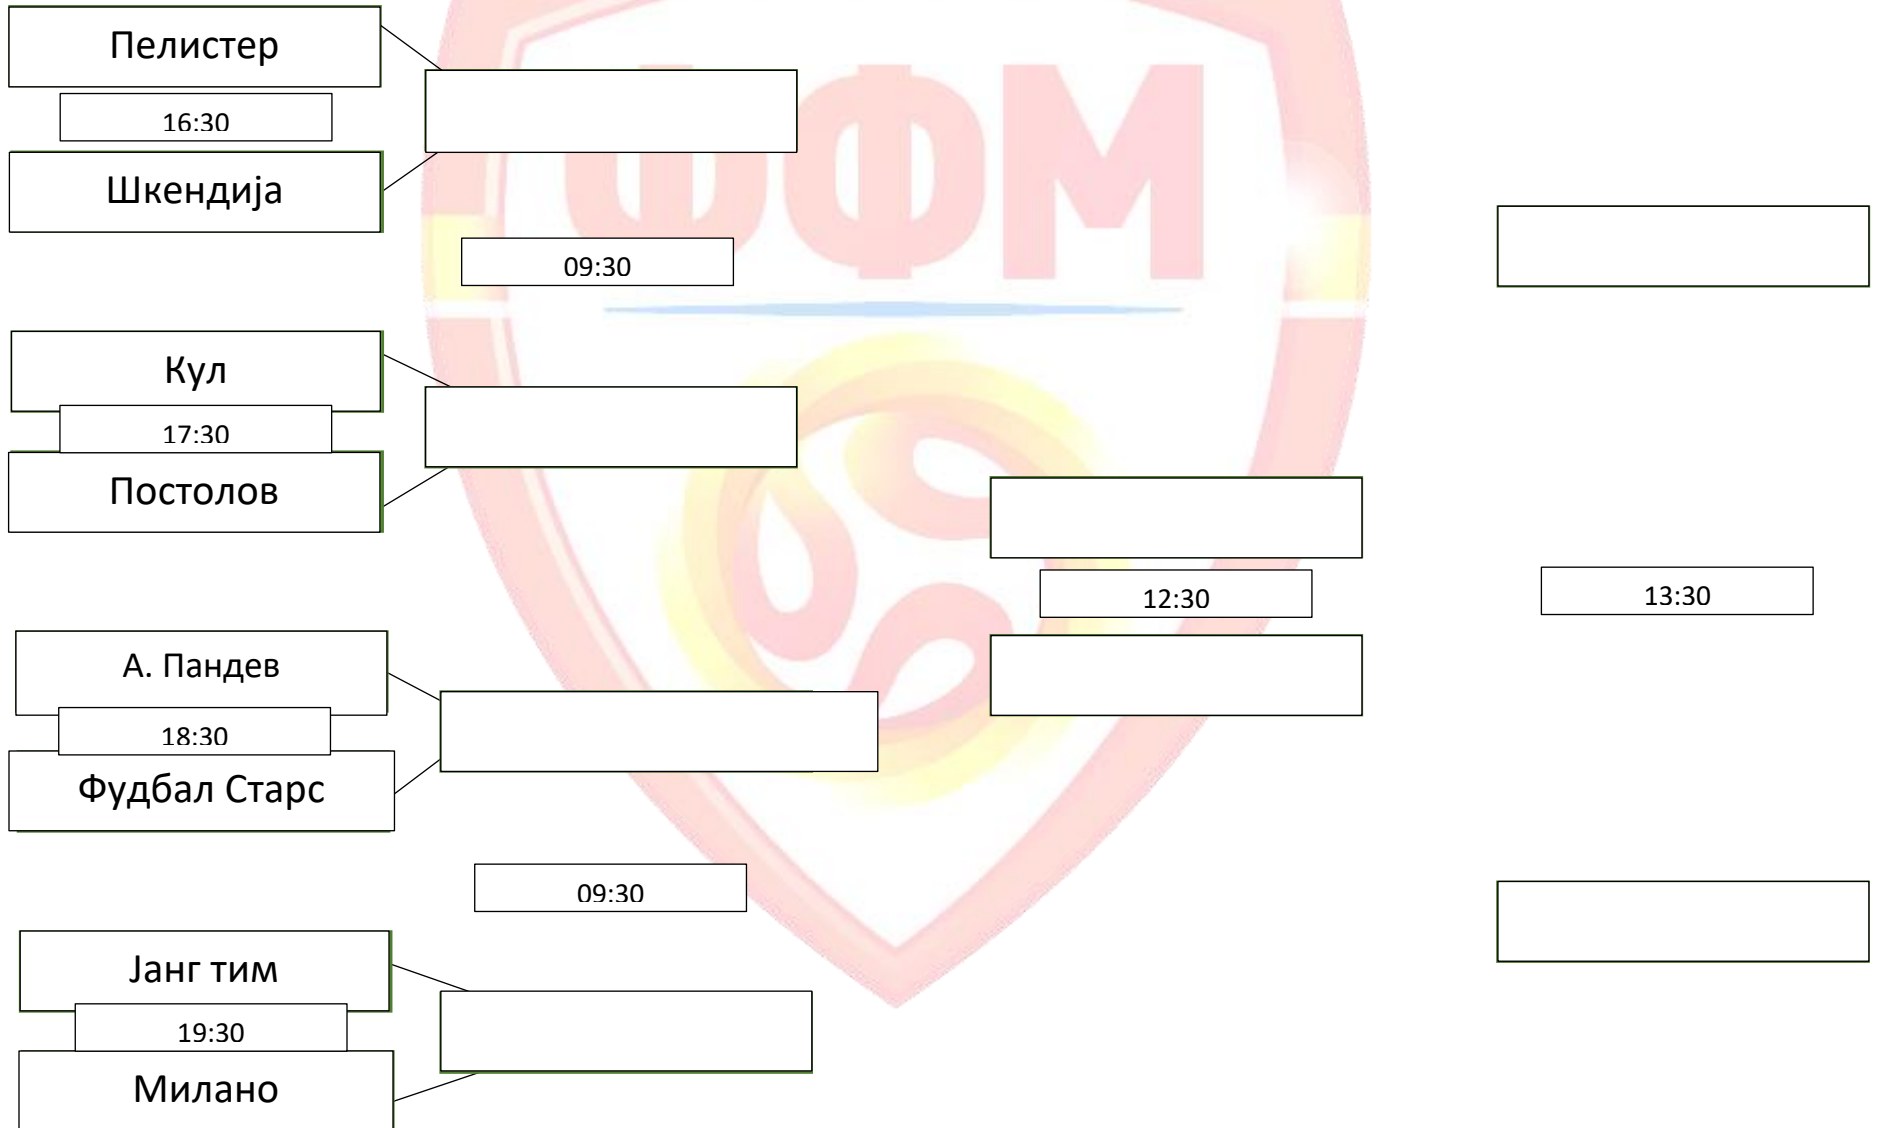 Пелистер
16:30
Шкендија
09:30
Кул
17:30
Постолов
А. Пандев
18:30
Фудбал Старс
09:30
Јанг тим
19:30
Милано
ФФМ
12:30
13:30